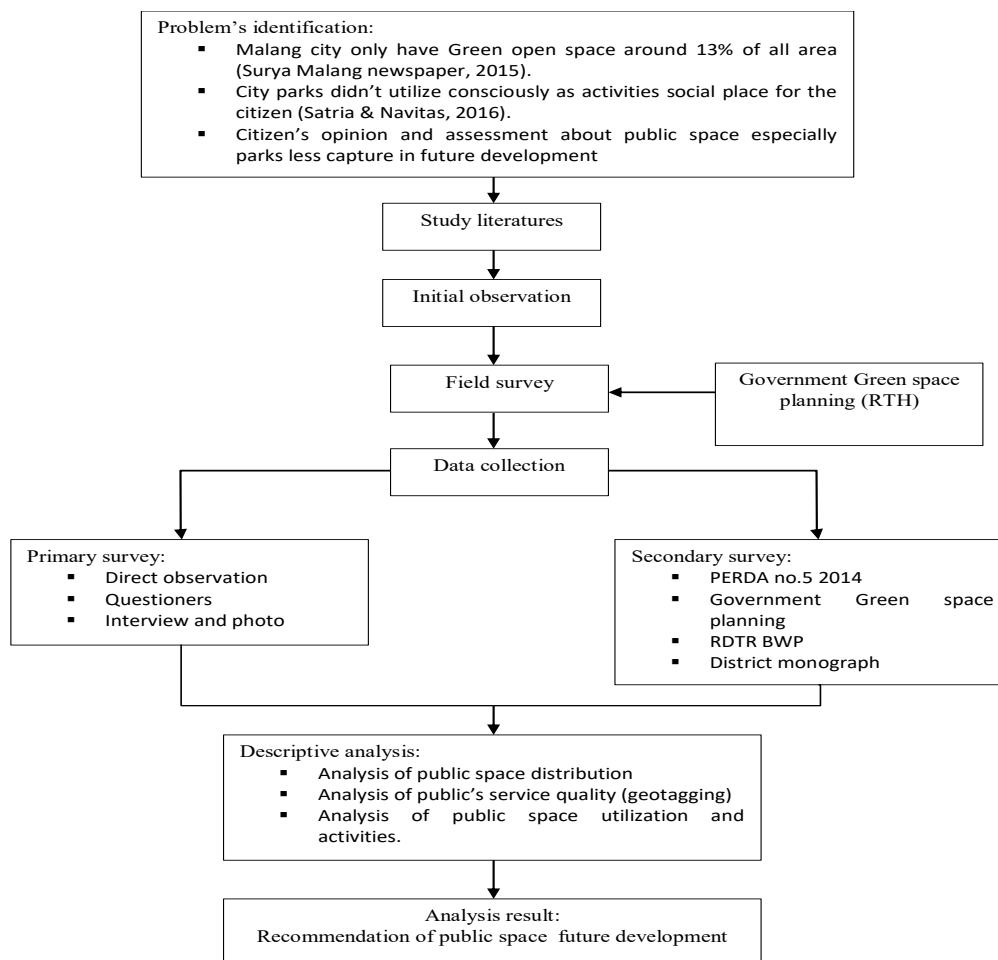 Problem’s identification:
▪ Malang city only have Green open space around 13% of all area
(Surya Malang newspaper, 2015).
▪ City parks didn’t utilize consciously as activities social place for the
citizen (Satria & Navitas, 2016).
▪ Citizen’s opinion and assessment about public space especially
parks less capture in future development
Study literatures
Initial observation
Field survey
Government Green space
planning (RTH)
Data collection
Primary survey:
▪ Direct observation
▪ Questioners
▪ Interview and photo
Secondary survey:
▪ PERDA no.5 2014
▪ Government Green space
planning
▪ RDTR BWP
▪ District monograph
Descriptive analysis:
▪ Analysis of public space distribution
▪ Analysis of public’s service quality (geotagging)
▪ Analysis of public space utilization and
activities.
Analysis result:
Recommendation of public space future development